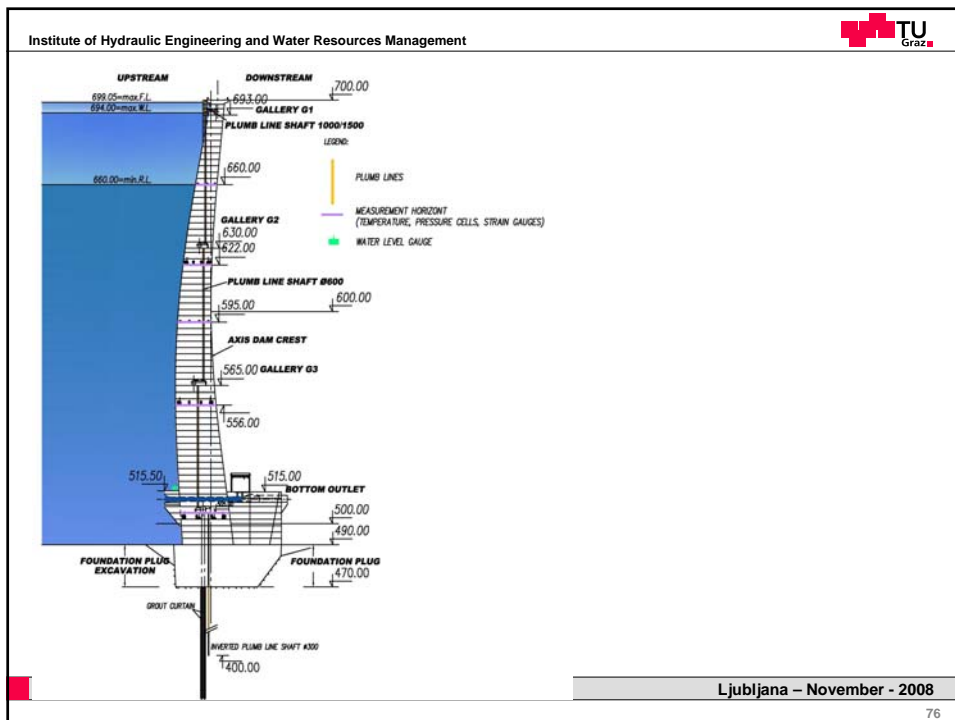 Institute of Hydraulic Engineering and Water Resources Management
TU
Graz
UPSTREAM DOWNSTREAM
700.00
699.05=max.F.L.
693.00
694.00=max.W.L.
GALLERY G1
PLUMB LINE SHAFT 1000/1500
LEGEND:
PLUMB LINES
660.00
660.00=min.R.L.
MEASUREMENT HORIZONT
(TEMPERATURE, PRESSURE CELLS, STRAIN GAUGES)
GALLERY G2
630.00
WATER LEVEL GAUGE
622.00
PLUMB LINE SHAFT Ø600
600.00
595.00
AXIS DAM CREST
565.00 GALLERY G3
556.00
515.50 515.00
BOTTOM OUTLET
500.00
490.00
FOUNDATION PLUG
EXCAVATION
FOUNDATION PLUG
470.00
GROUT CURTAIN
INVERTED PLUMB LINE SHAFT ø300
400.00
Ljubljana – November - 2008
76